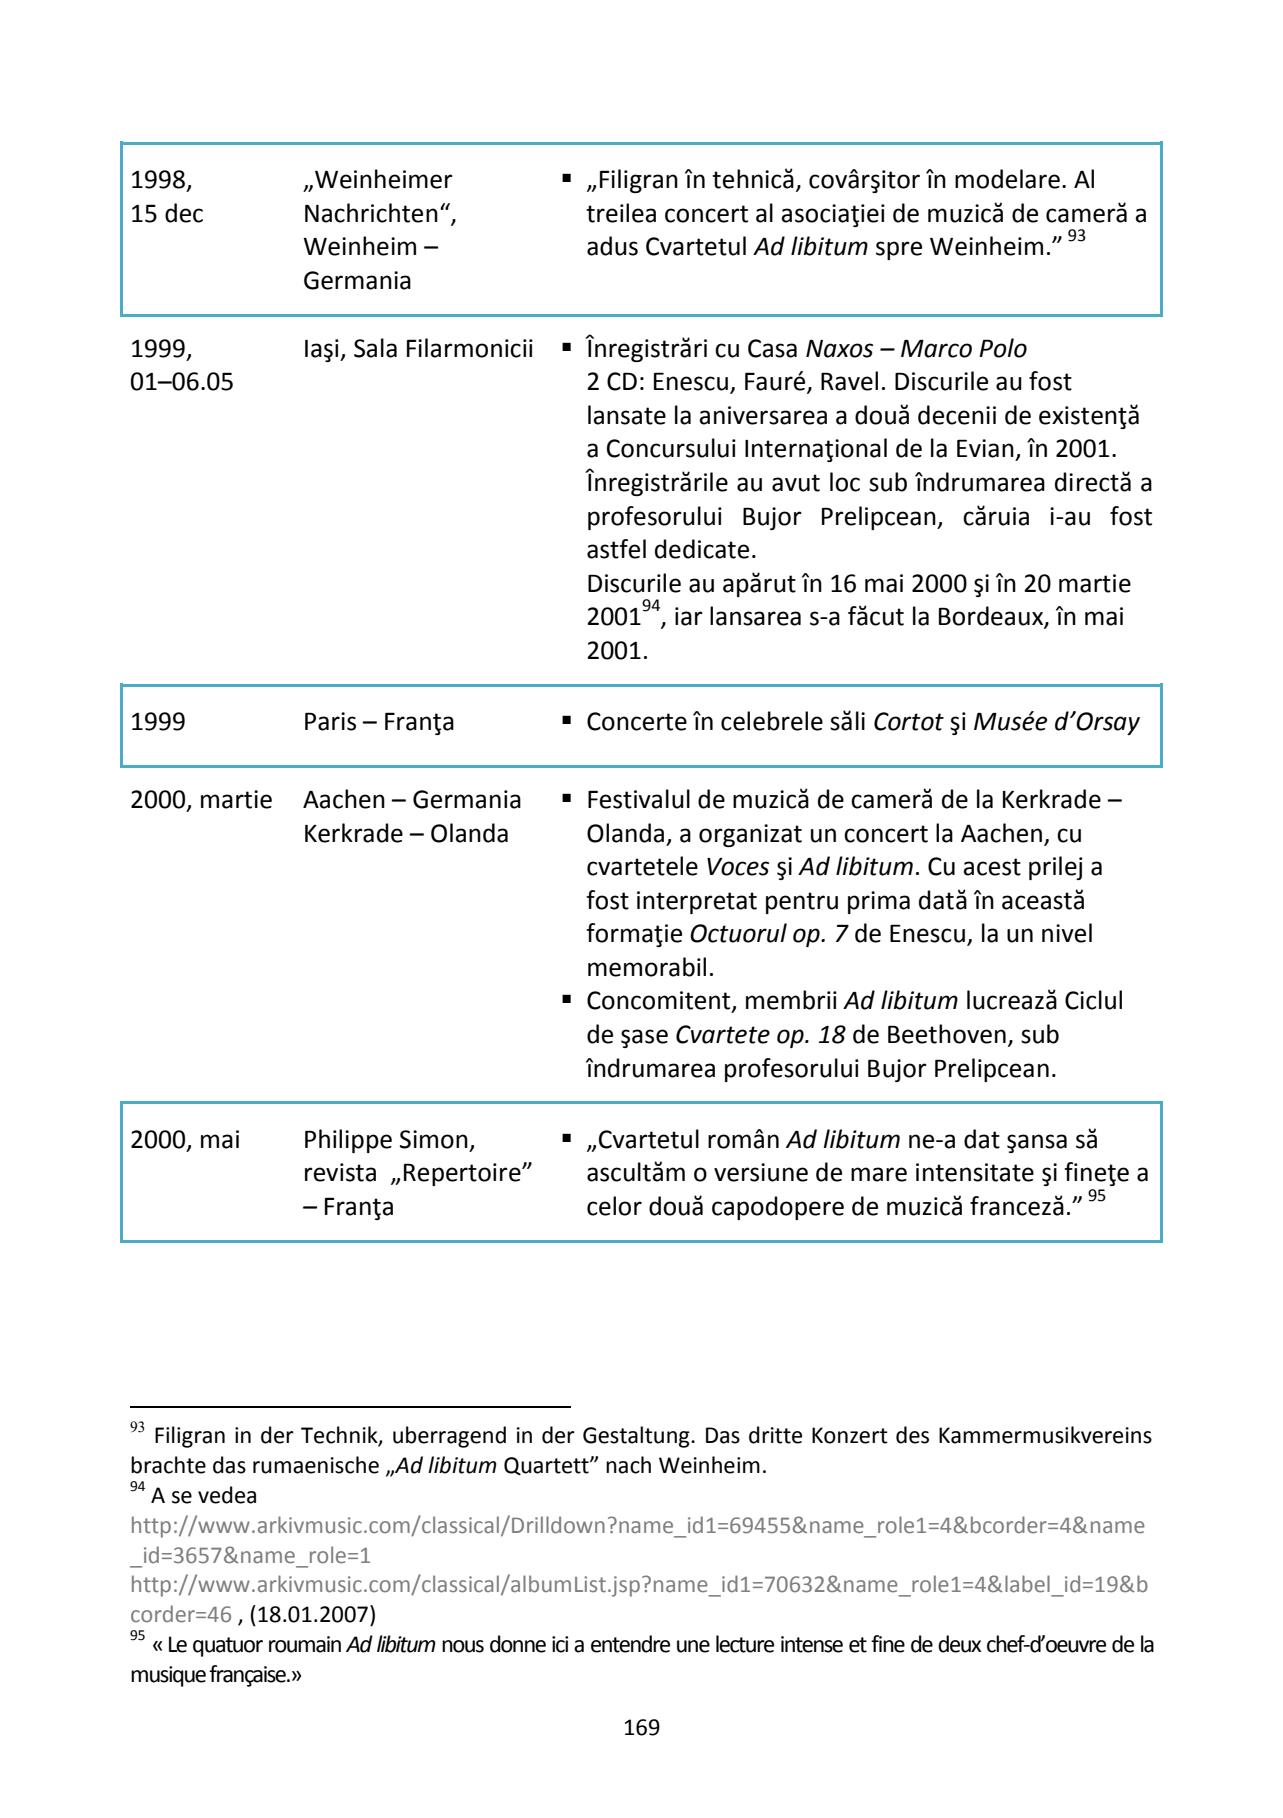 1998,
15 dec
„Weinheimer
Nachrichten“,
Weinheim –
Germania
▪ „Filigran în tehnică, covârşitor în modelare. Al
treilea concert al asociaţiei de muzică de cameră a
adus Cvartetul Ad libitum spre Weinheim.” 93
1999,
01–06.05
Iaşi, Sala Filarmonicii
▪ Înregistrări cu Casa Naxos – Marco Polo
2 CD: Enescu, Fauré, Ravel. Discurile au fost
lansate la aniversarea a două decenii de existenţă
a Concursului Internaţional de la Evian, în 2001.
Înregistrările au avut loc sub îndrumarea directă a
profesorului Bujor Prelipcean, căruia i-au fost
astfel dedicate.
Discurile au apărut în 16 mai 2000 şi în 20 martie
200194, iar lansarea s-a făcut la Bordeaux, în mai
2001.
1999
Paris – Franţa
▪ Concerte în celebrele săli Cortot şi Musée d’Orsay
2000, martie
Aachen – Germania
Kerkrade – Olanda
▪ Festivalul de muzică de cameră de la Kerkrade –
Olanda, a organizat un concert la Aachen, cu
cvartetele Voces şi Ad libitum. Cu acest prilej a
fost interpretat pentru prima dată în această
formaţie Octuorul op. 7 de Enescu, la un nivel
memorabil.
▪ Concomitent, membrii Ad libitum lucrează Ciclul
de şase Cvartete op. 18 de Beethoven, sub
îndrumarea profesorului Bujor Prelipcean.
2000, mai
Philippe Simon,
revista „Repertoire”
– Franţa
▪ „Cvartetul român Ad libitum ne-a dat şansa să
ascultăm o versiune de mare intensitate şi fineţe a
celor două capodopere de muzică franceză.” 95
93 Filigran in der Technik, uberragend in der Gestaltung. Das dritte Konzert des Kammermusikvereins
brachte das rumaenische „Ad libitum Quartett” nach Weinheim.
94 A se vedea
http://www.arkivmusic.com/classical/Drilldown?name_id1=69455&name_role1=4&bcorder=4&name
_id=3657&name_role=1
http://www.arkivmusic.com/classical/albumList.jsp?name_id1=70632&name_role1=4&label_id=19&b
corder=46 , (18.01.2007)
95 « Le quatuor roumain Ad libitum nous donne ici a entendre une lecture intense et fine de deux chef-d’oeuvre de la
musique française.»
169